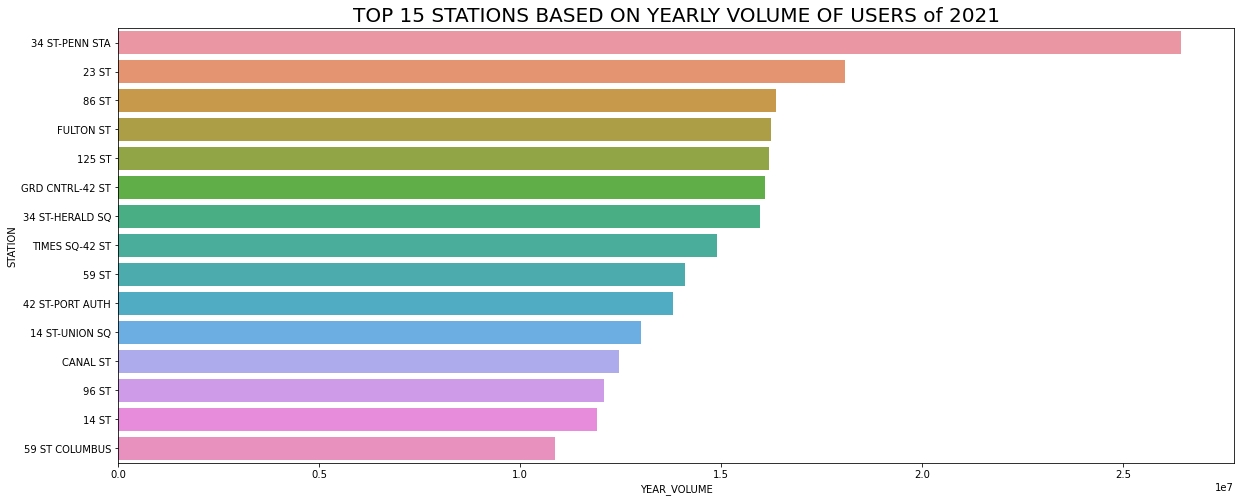 TOP 15 STATIONS BASED ON YEARLY VOLUME OF USERS of 2021
STATION
34 ST-PENN STA
23 ST
86 ST
FULTON ST
125 ST
GRD CNTRL-42 ST
34 ST-HERALD SQ
TIMES SQ-42 ST
59 ST
42 ST-PORT AUTH
14 ST-UNION SQ
CANAL ST
96 ST
14 ST
59 ST COLUMBUS
0.0 0.5 1.0 1.5 2.0 2.5
1e7
YEAR_VOLUME